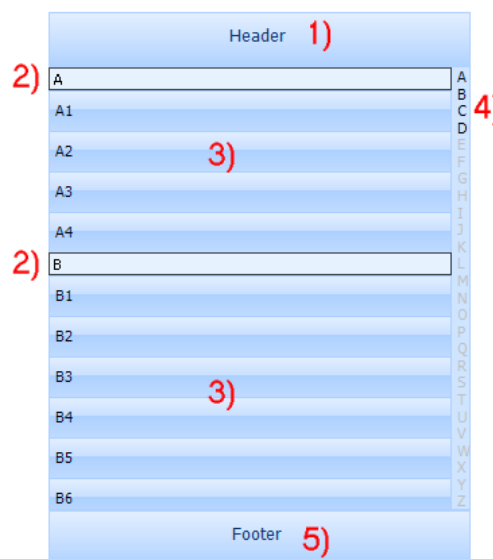 Header 1)
2) A
A1
A2 3)
A3
A4
2) B
B1
B2
B3
B4 3)
B5
B6
Footer 5)
A
B
C 4)
D
E
F
G
H
I
J
K
L
M
N
O
P
Q
R
S
T
U
V
W
X
Y
Z